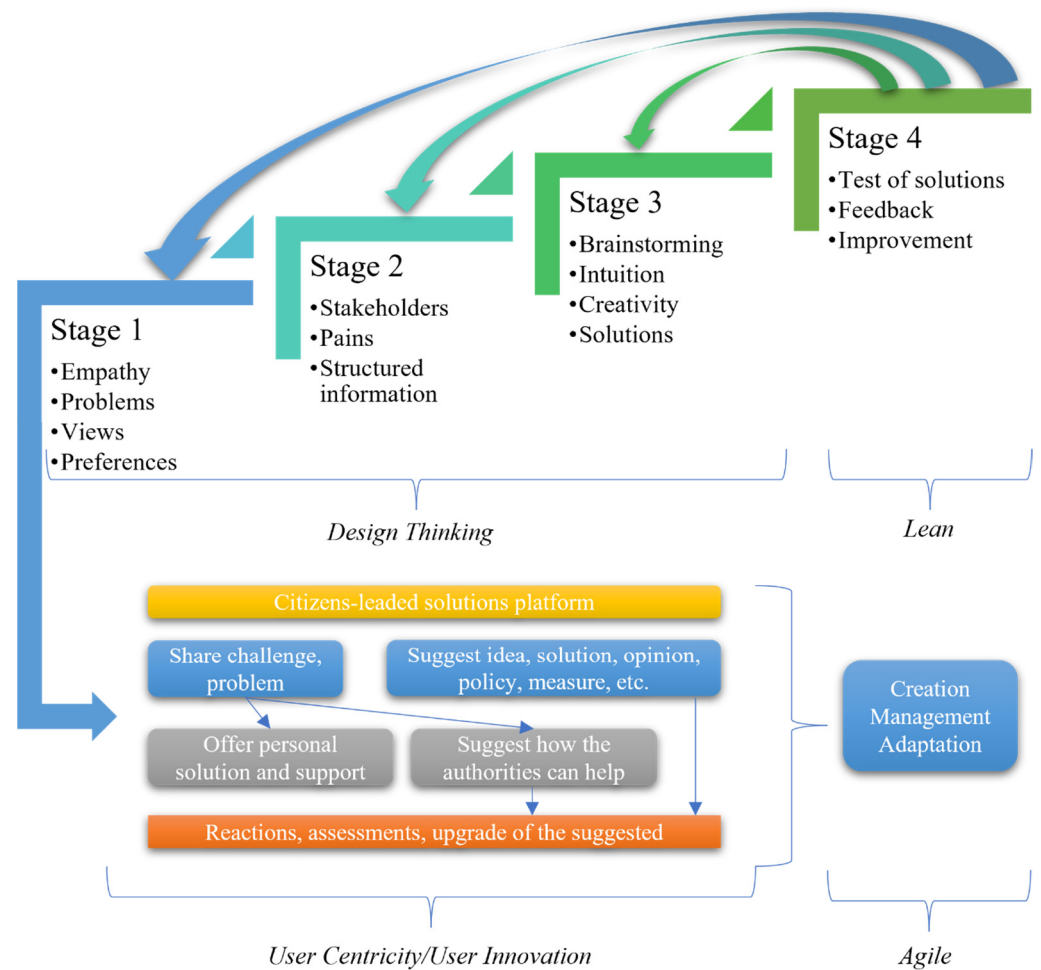 Stage 1
•Empathy
•Problems
•Views
•Preferences
Stage 2
•Stakeholders
•Pains
•Structured
information
Stage 3
•Brainstorming
•Intuition
•Creativity
•Solutions
Stage 4
•Test of solutions
•Feedback
•Improvement
Design Thinking
Lean
Citizens-leaded solutions platform
Share challenge,
problem
Suggest idea, solution, opinion,
policy, measure, etc.
Offer personal
solution and support
Suggest how the
authorities can help
Reactions, assessments, upgrade of the suggested
Creation
Management
Adaptation
User Centricity/User Innovation
Agile